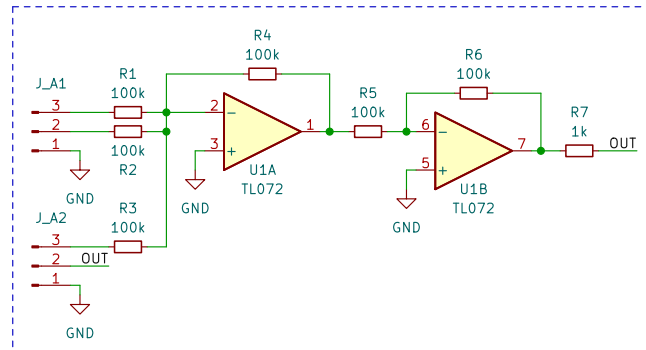 R4
100k
R6
100k
J_A1
R1
100k
R5
100k
R7
1k
3
2
1
100k
R2
2
−
3
+
1
U1A
TL072
6
−
5
+
7
U1B
TL072
OUT
GND
GND
GND
J_A2
R3
100k
3
2
OUT
1
GND